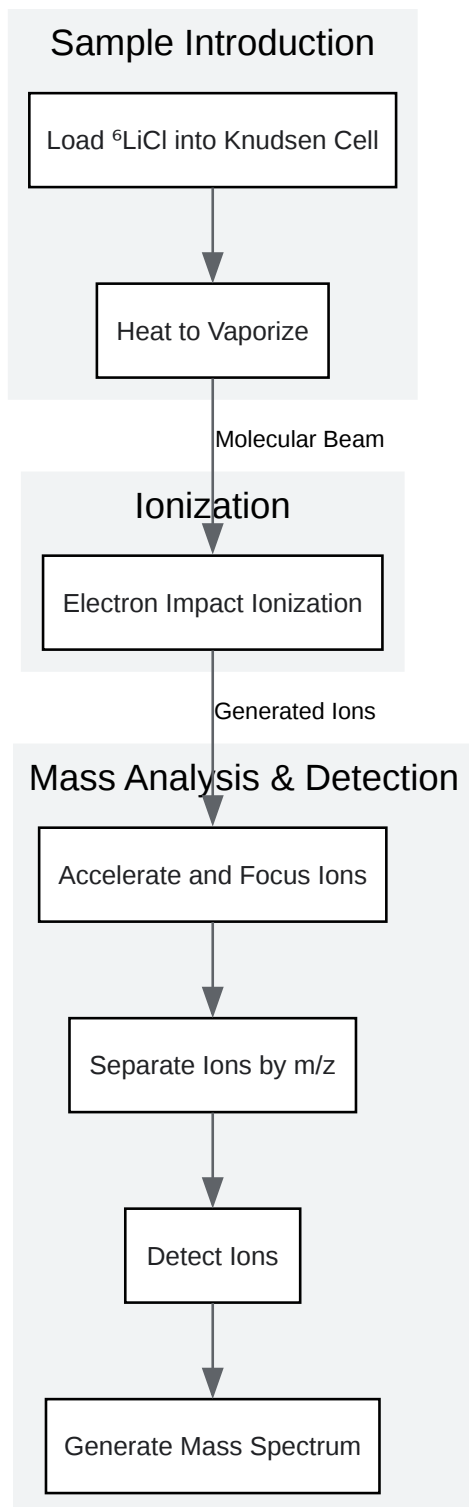 Sample Introduction
Load ⁶LiCl into Knudsen Cell
Heat to Vaporize
Molecular Beam
Ionization
Electron Impact Ionization
Generated Ions
Mass Analysis & Detection
Accelerate and Focus Ions
Separate Ions by m/z
Detect Ions
Generate Mass Spectrum